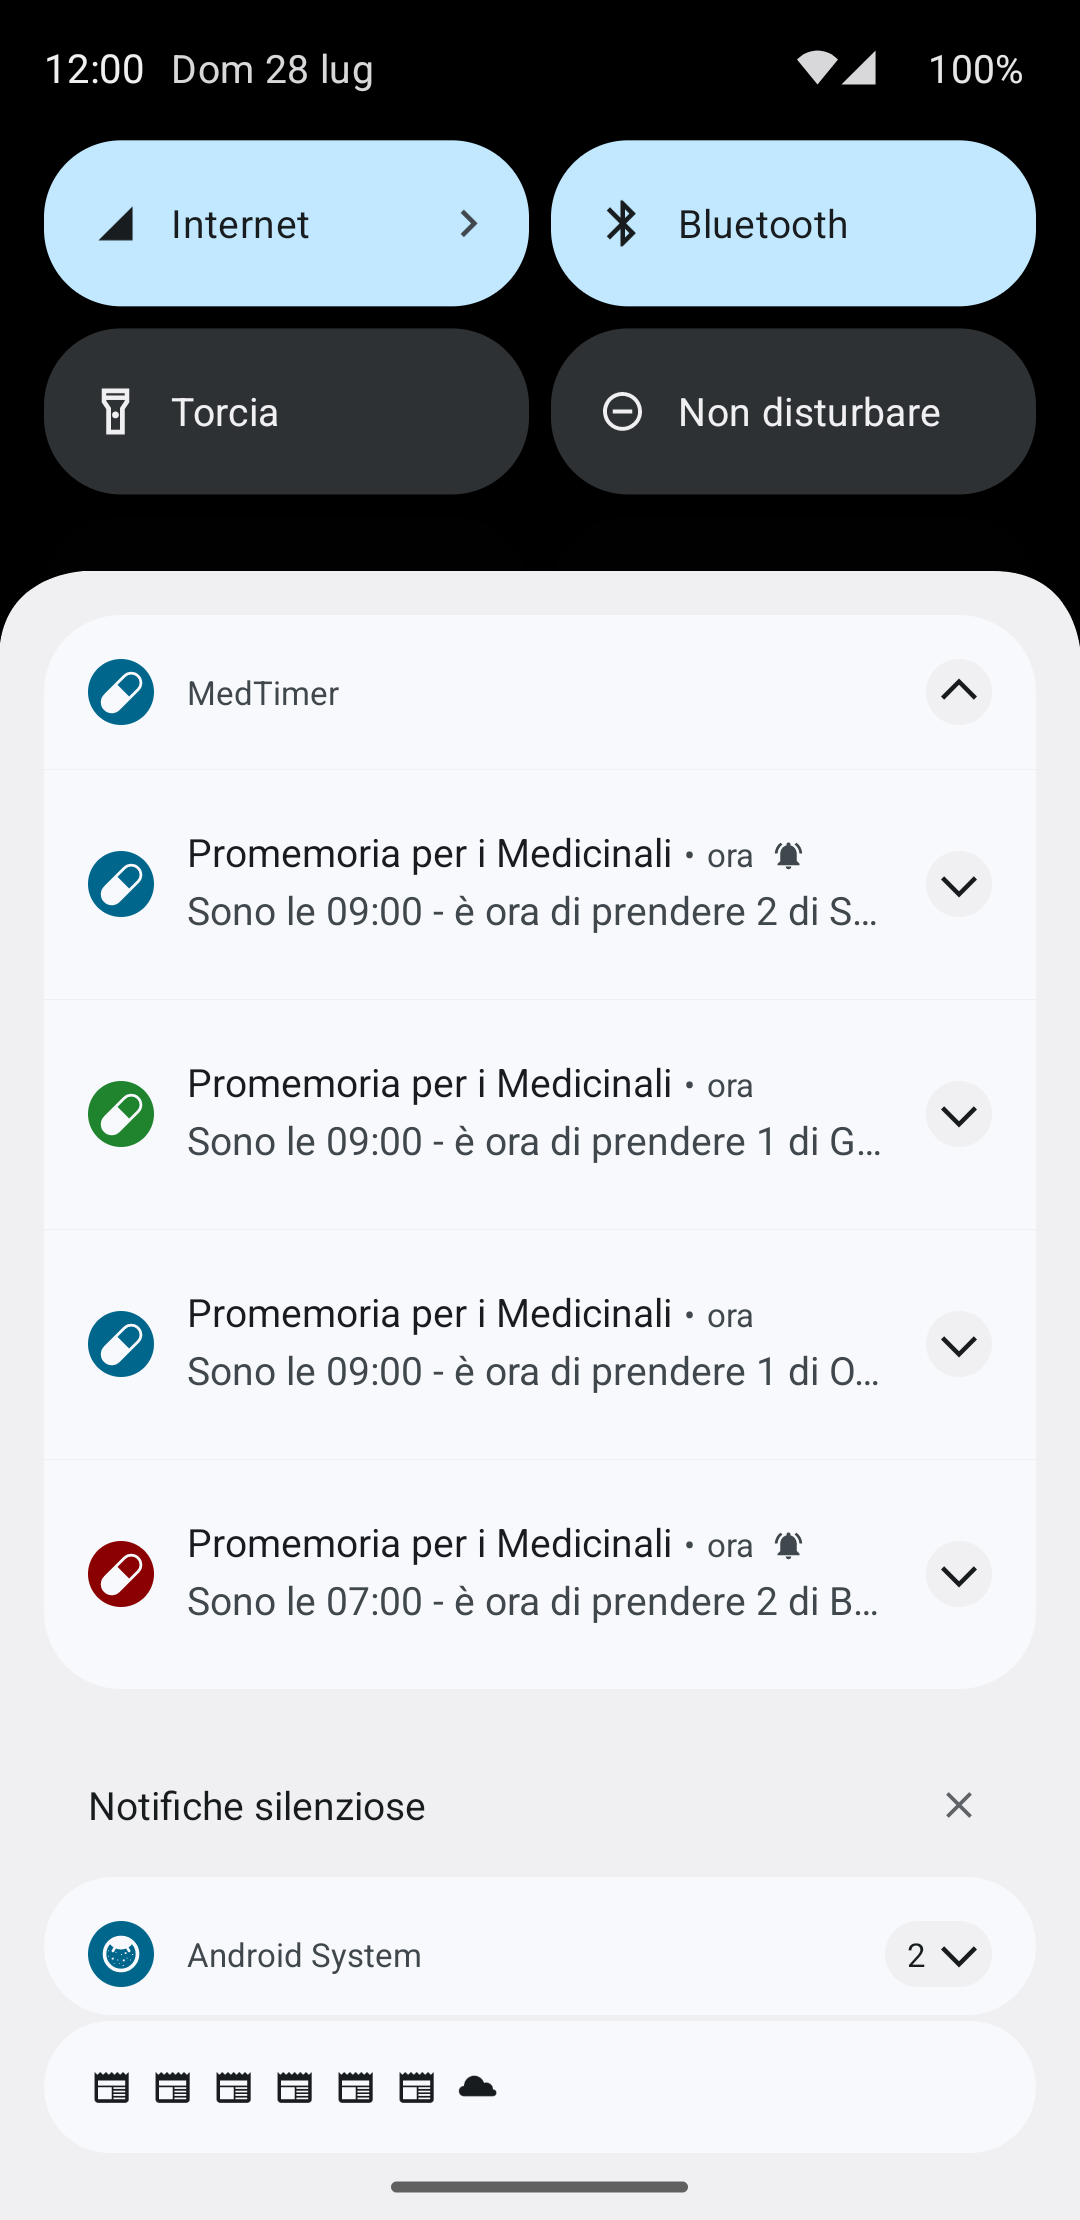 12:00 Dom 28 lug 100%
Internet
Bluetooth
Torcia
Non disturbare
MedTimer
Promemoria per i Medicinali • ora
Sono le 09:00 - è ora di prendere 2 di S…
Promemoria per i Medicinali • ora
Sono le 09:00 - è ora di prendere 1 di G…
Promemoria per i Medicinali • ora
Sono le 09:00 - è ora di prendere 1 di O…
Promemoria per i Medicinali • ora
Sono le 07:00 - è ora di prendere 2 di B…
Notifiche silenziose
Android System 2